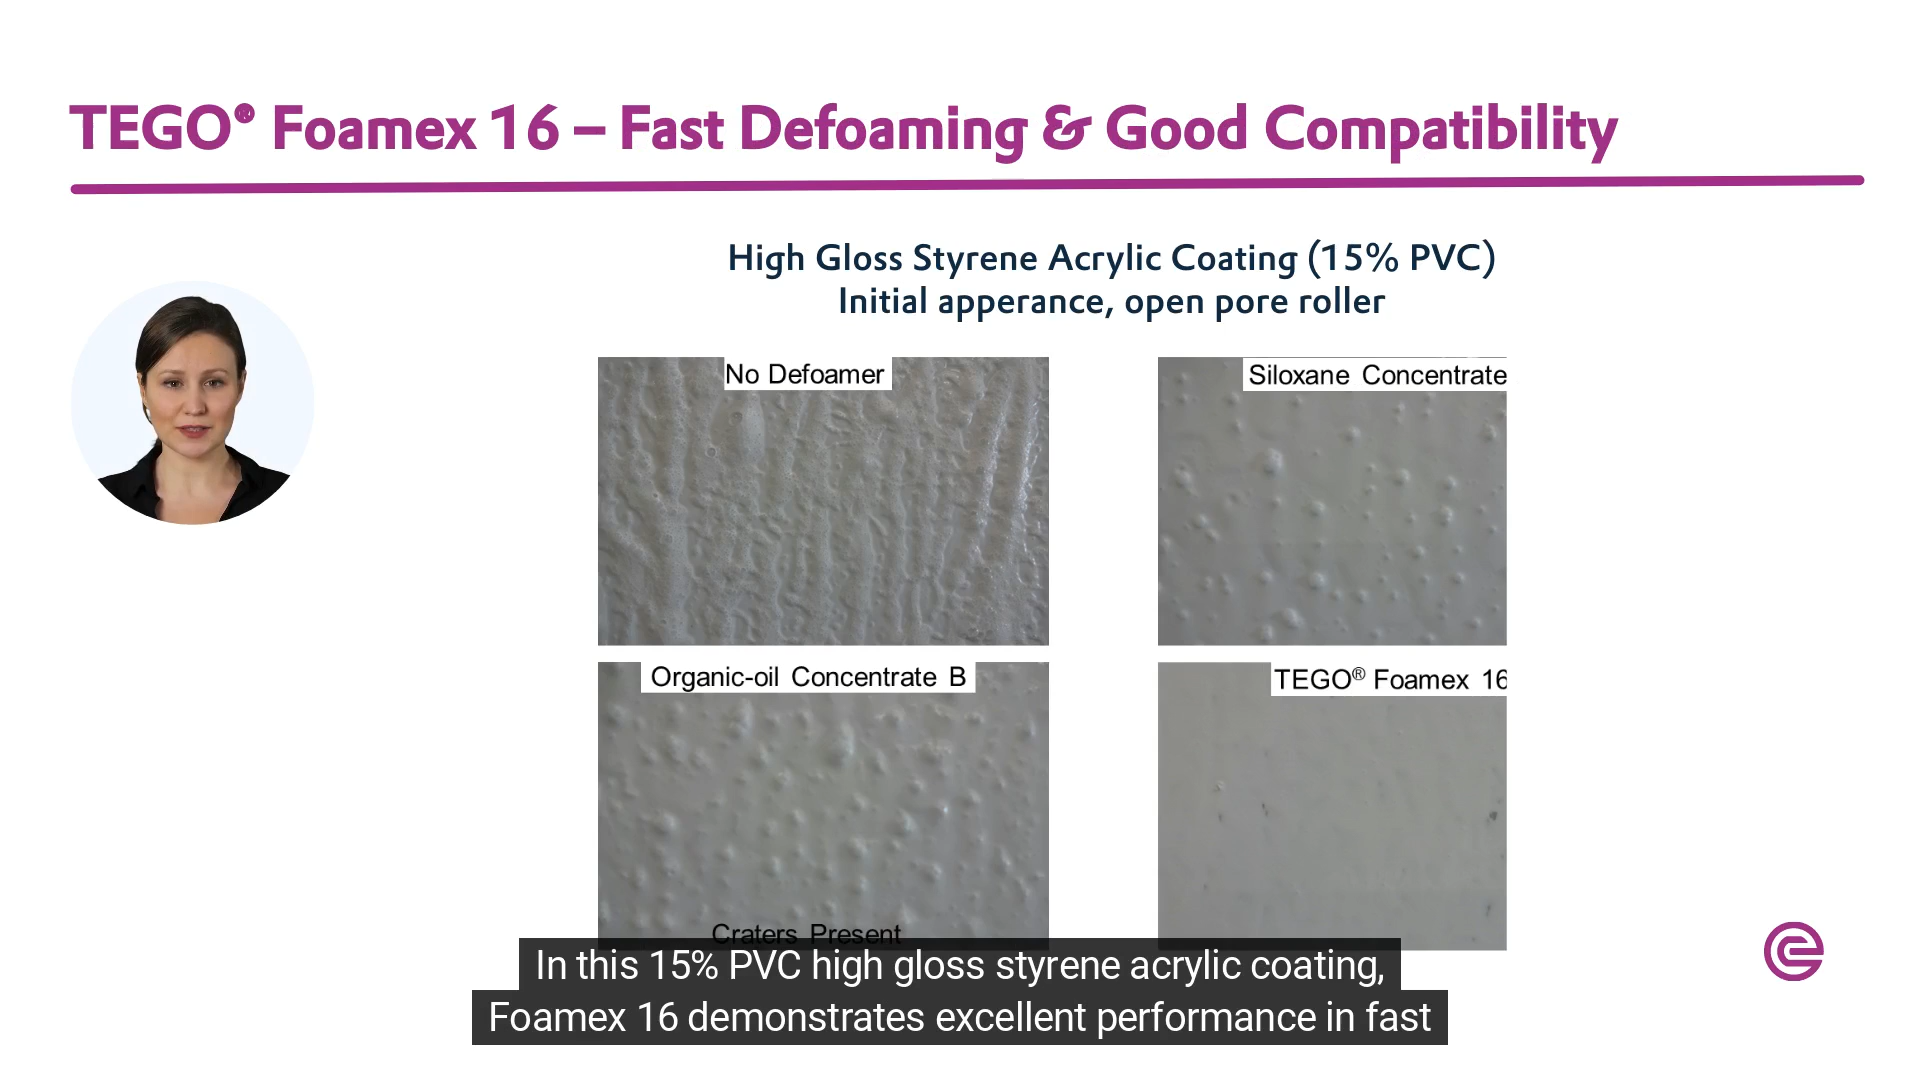 TEGO® Foamex 16 – Fast Defoaming & Good Compatibility
High Gloss Styrene Acrylic Coating (15% PVC)
Initial apperance, open pore roller
No Defoamer
Siloxane Concentrate
Organic-oil Concentrate B
TEGO® Foamex 16
Craters Present
In this 15% PVC high gloss styrene acrylic coating,
Foamex 16 demonstrates excellent performance in fast